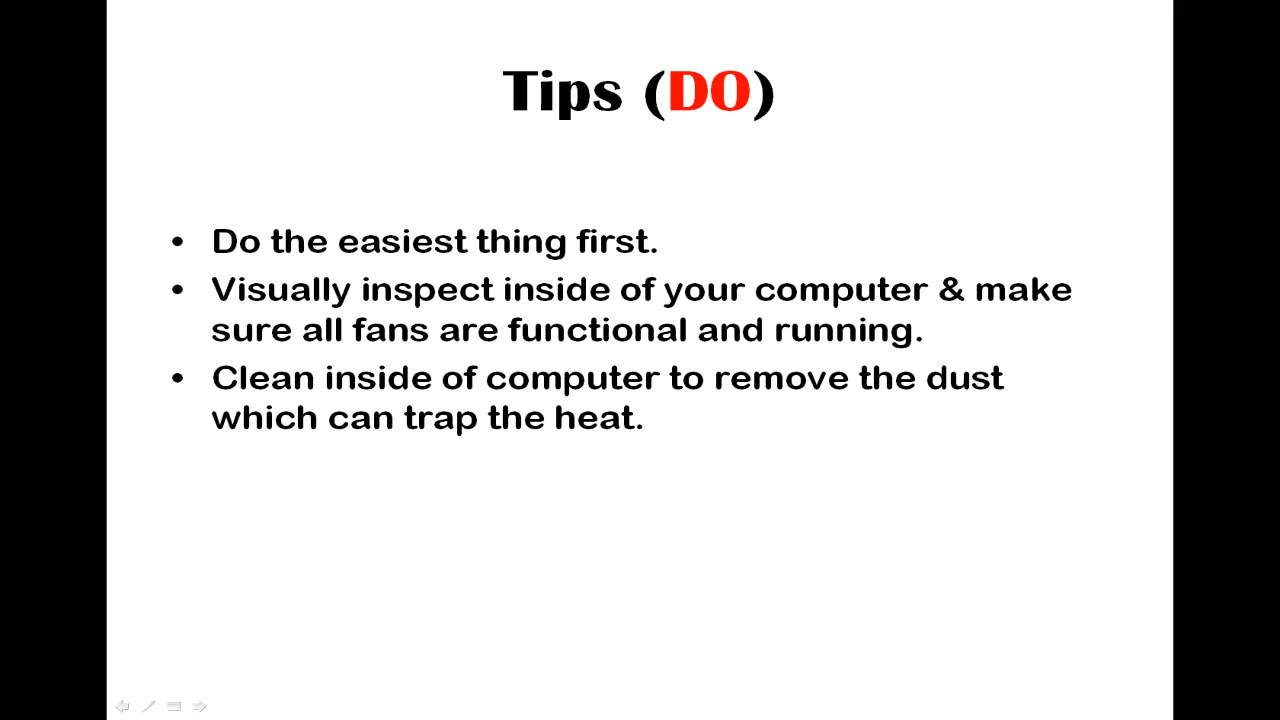 Tips (DO)
• Do the easiest thing first.
• Visually inspect inside of your computer & make
sure all fans are functional and running.
• Clean inside of computer to remove the dust
which can trap the heat.